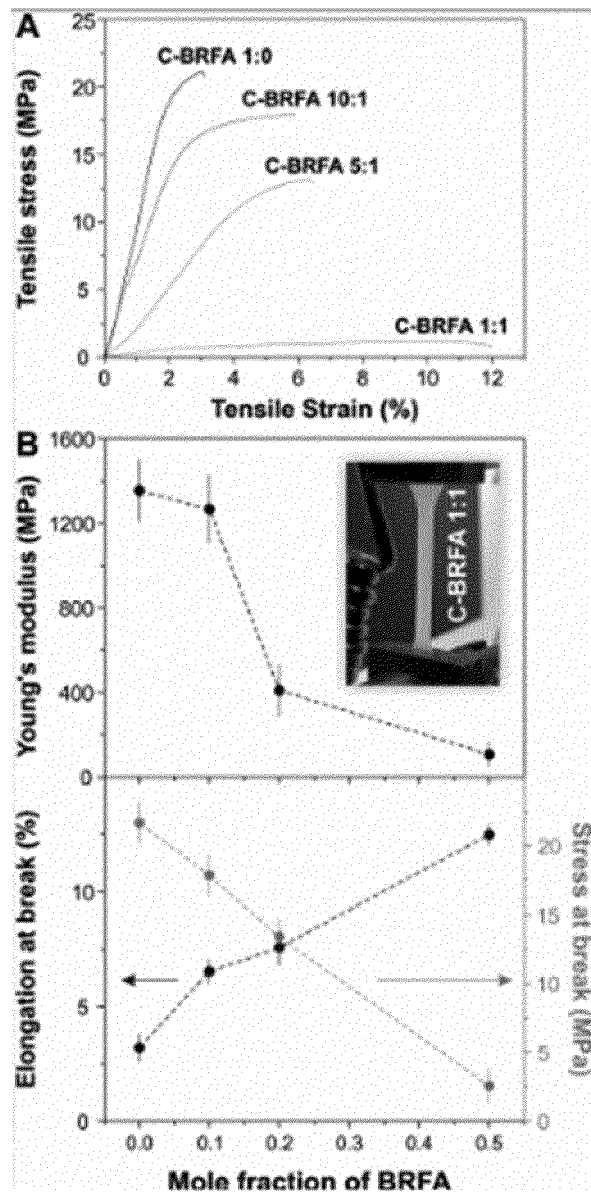 A
Tensile stress (MPa)
25
20
15
10
5
0
C-BRFA 1:0
C-BRFA 10:1
C-BRFA 5:1
C-BRFA 1:1
0 2 4 6 8 10 12
Tensile Strain (%)
B
Young's modulus (MPa)
1600
1200
800
400
0
C-BRFA 1:1
Elongation at break (%)
10
5
0
Stress at break (MPa)
20
15
10
5
0
0.0 0.1 0.2 0.3 0.4 0.5
Mole fraction of BRFA